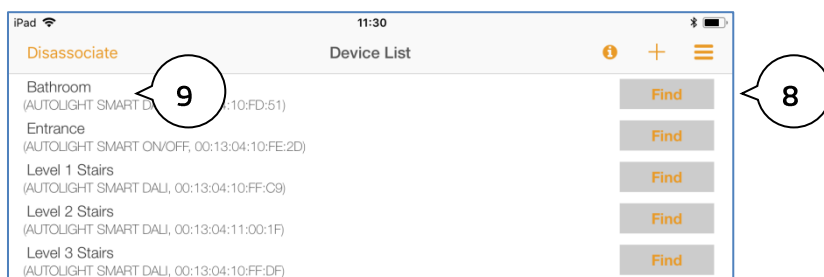 iPad 11:30
Disassociate Device List
Bathroom Find
(AUTOLIGHT SMART 04:10:FD:51)
9
8
Entrance Find
(AUTOLIGHT SMART ON/OFF, 00:13:04:10:FE:2D)
Level 1 Stairs Find
(AUTOLIGHT SMART DALI, 00:13:04:10:FF:C9)
Level 2 Stairs Find
(AUTOLIGHT SMART DALI, 00:13:04:11:00:1F)
Level 3 Stairs Find
(AUTOLIGHT SMART DALI, 00:13:04:10:FF:DF)